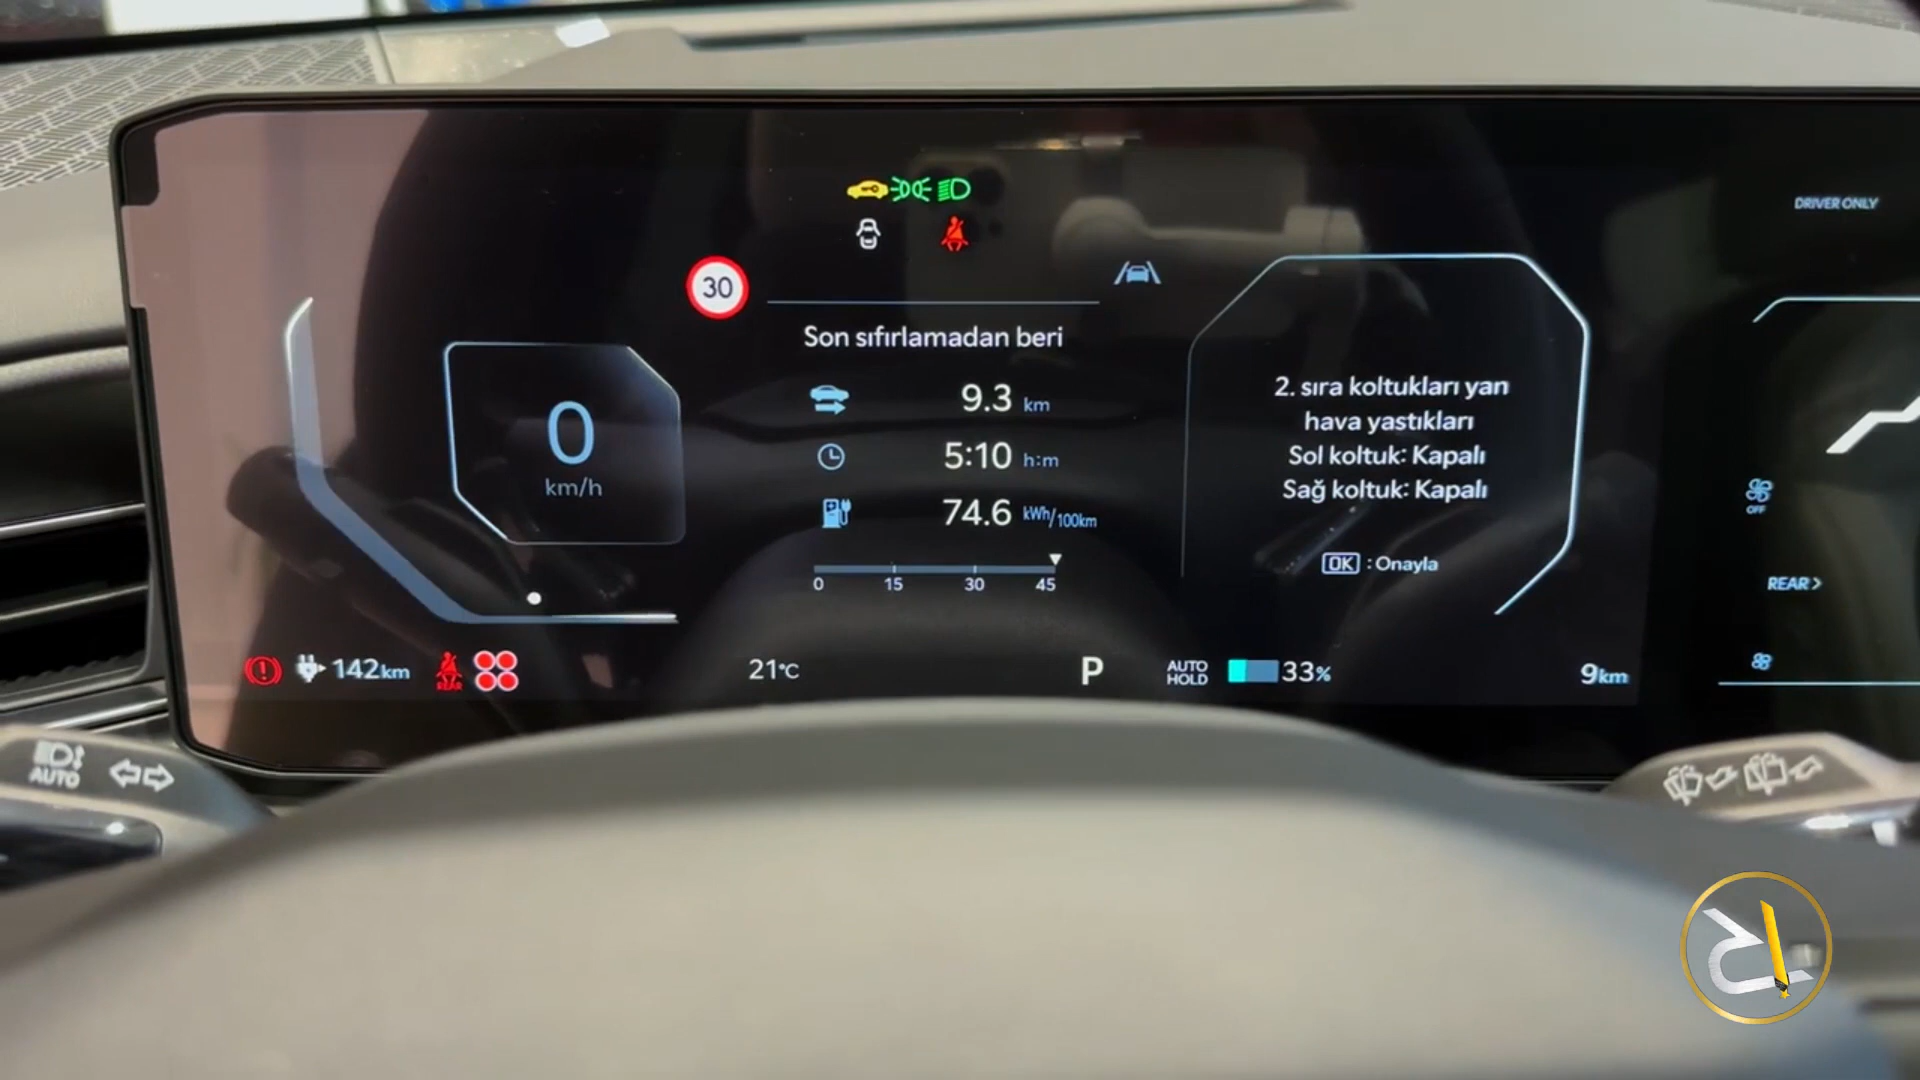 DRIVER ONLY
30
Son sıfırlamadan beri
9.3 km
5:10 h:m
74.6 kWh/100km
0 15 30 45
0
km/h
2. sıra koltukları yan
hava yastıkları
Sol koltuk: Kapalı
Sağ koltuk: Kapalı
OK : Onayla
OFF
REAR >
142km
REAR
21°C
P
AUTO
HOLD
33%
9km
AUTO